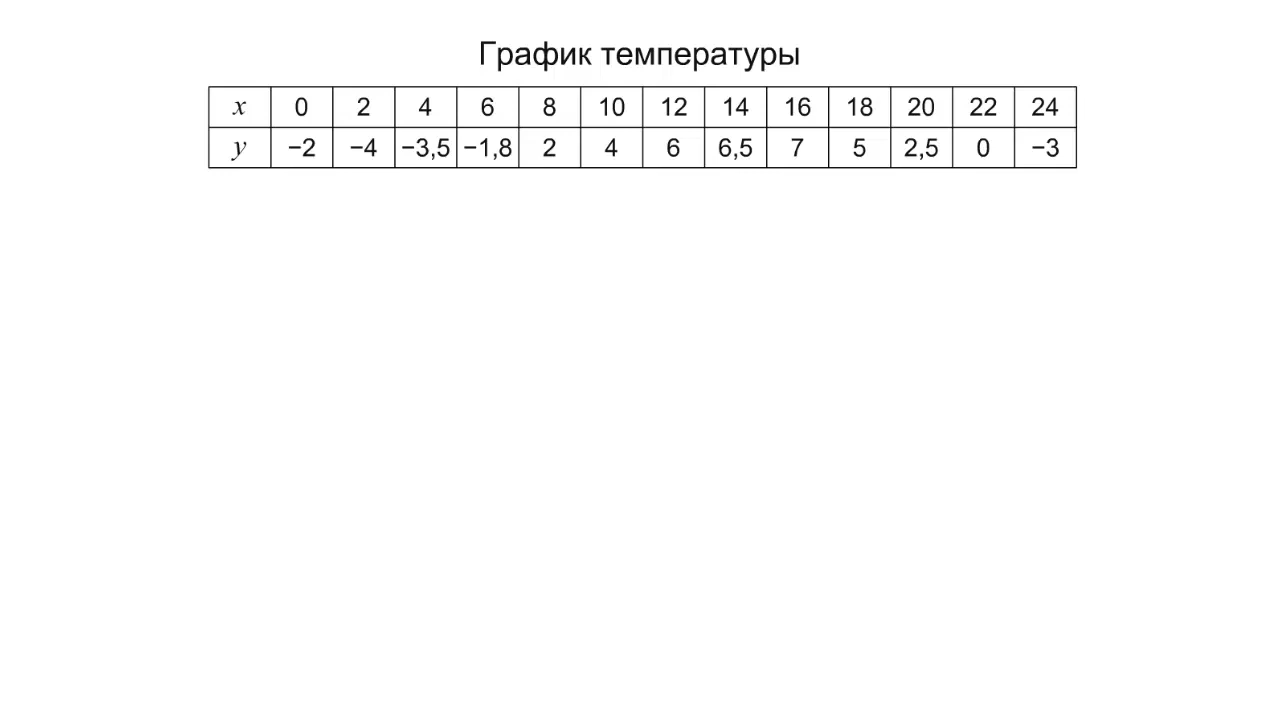 График температуры
x 0 2 4 6 8 10 12 14 16 18 20 22 24
y −2 −4 −3,5 −1,8 2 4 6 6,5 7 5 2,5 0 −3